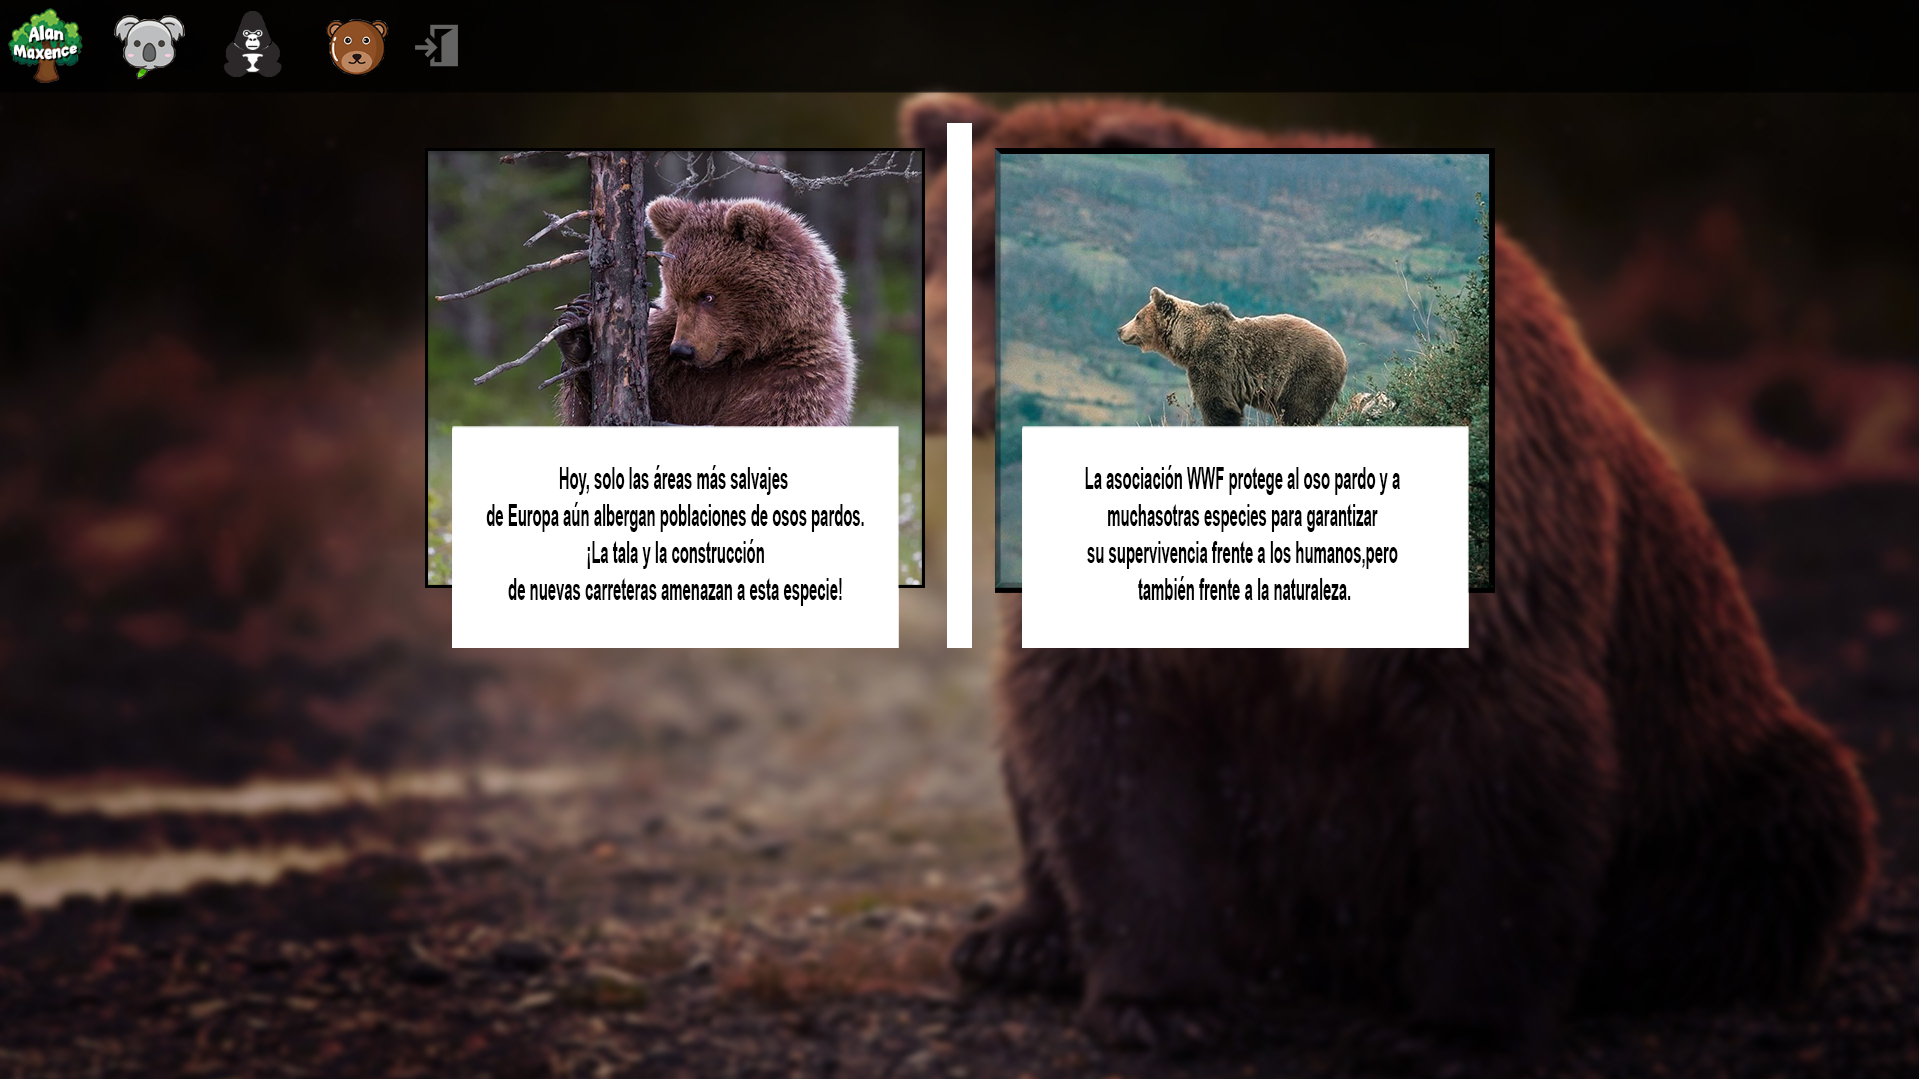 Alan
Maxence
Hoy, solo las áreas más salvajes
de Europa aún albergan poblaciones de osos pardos.
¡La tala y la construcción
de nuevas carreteras amenazan a esta especie!
La asociación WWF protege al oso pardo y a
muchasotras especies para garantizar
su supervivencia frente a los humanos,pero
también frente a la naturaleza.